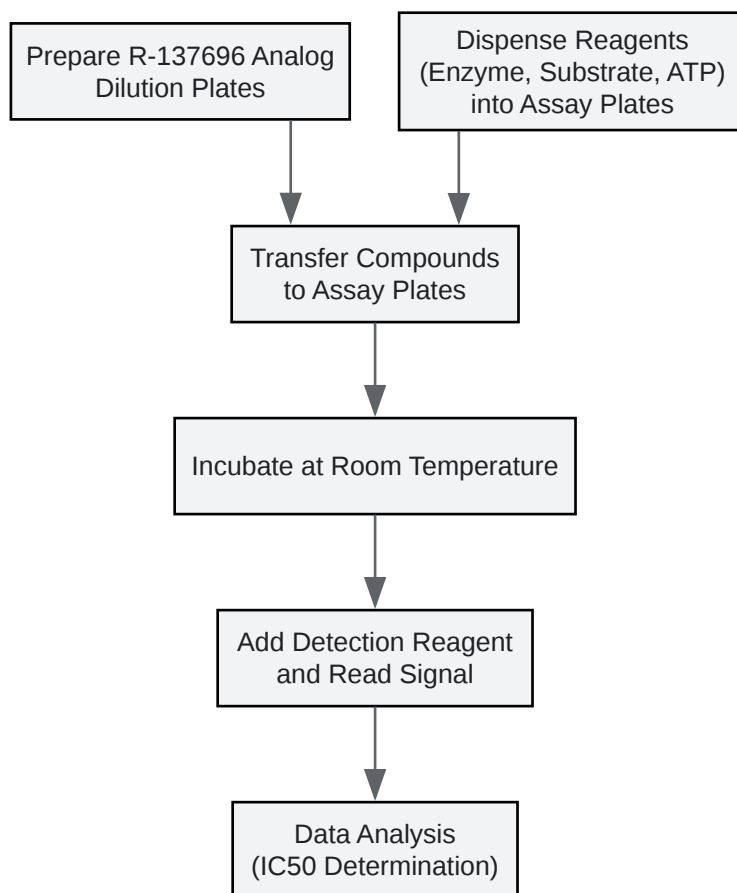 Prepare R-137696 Analog
Dilution Plates
Dispense Reagents
(Enzyme, Substrate, ATP)
into Assay Plates
Transfer Compounds
to Assay Plates
Incubate at Room Temperature
Add Detection Reagent
and Read Signal
Data Analysis
(IC50 Determination)